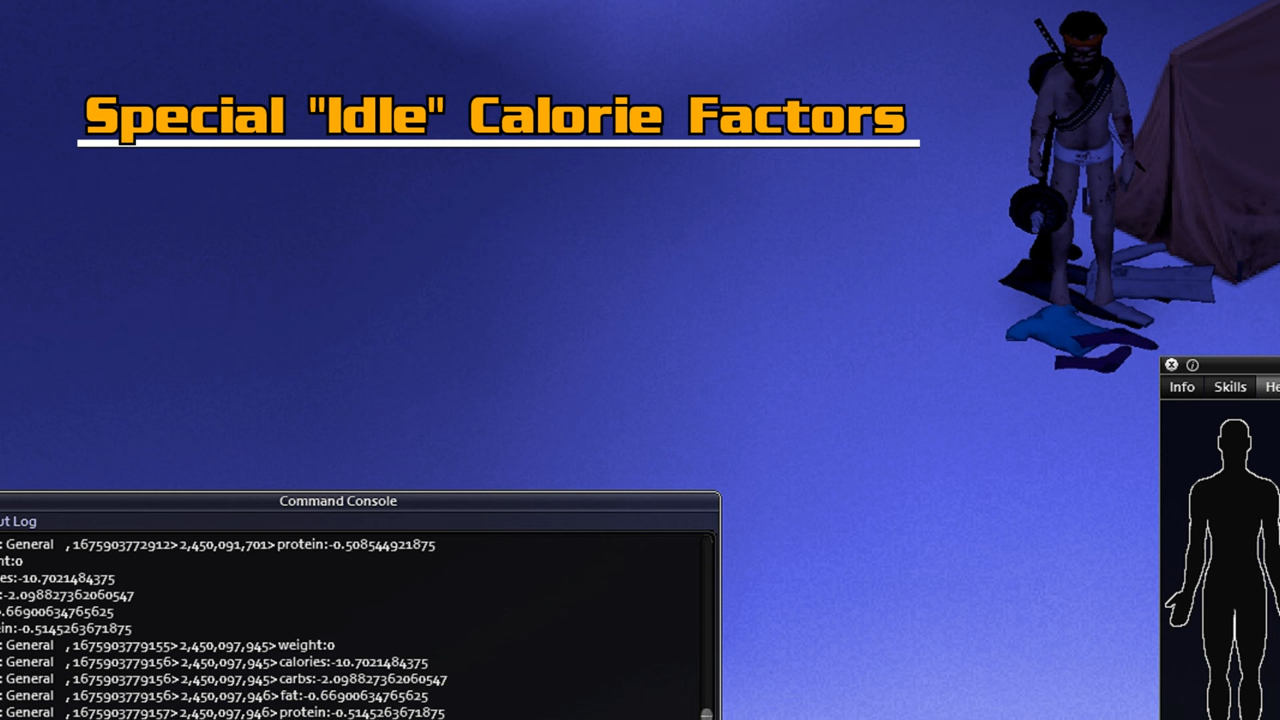 Special "Idle" Calorie Factors
Info Skills He
Command Console
ut Log
: General , 1675903772912>2,450,091,701>protein:-0.508544921875
nt:0
es:-10.7021484375
:-2.098827362060547
.66900634765625
in:-0.5145263671875
: General , 1675903779155>2,450,097,945>weight:0
: General , 1675903779156>2,450,097,945>calories:-10.7021484375
: General , 1675903779156>2,450,097,945>carbs:-2.098827362060547
: General , 1675903779156>2,450,097,946>fat:-0.66900634765625
: General , 1675903779157>2,450,097,946>protein:-0.5145263671875